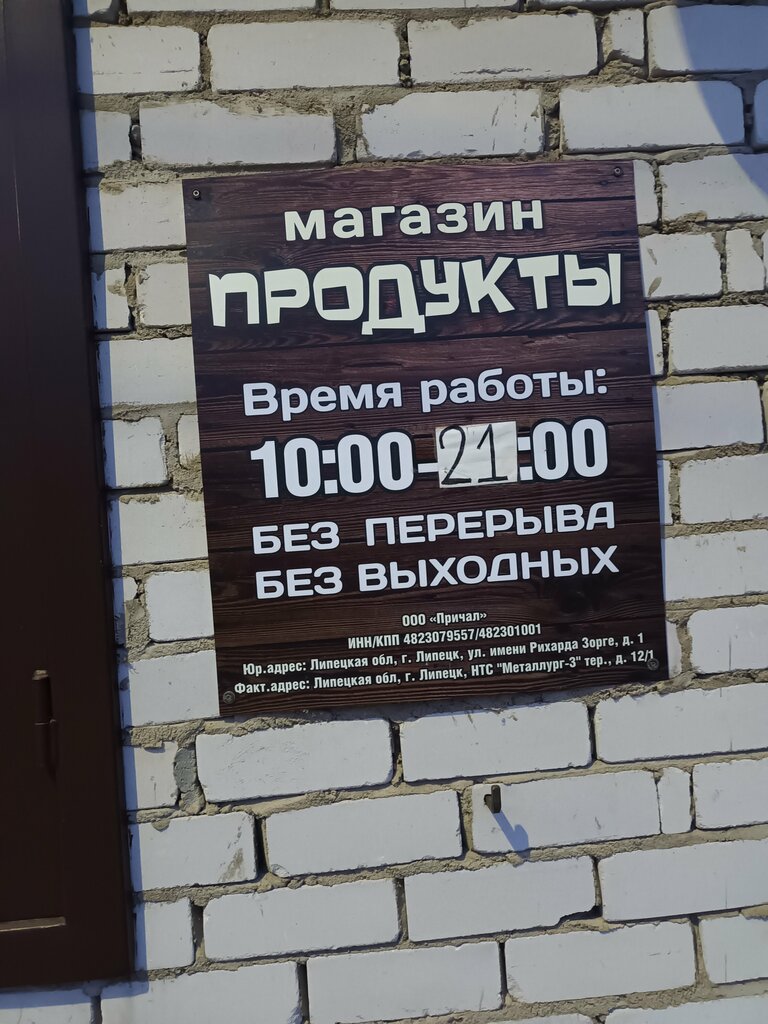 магазин
ПРОДУКТЫ
Время работы:
10:00-21:00
БЕЗ ПЕРЕРЫВА
БЕЗ ВЫХОДНЫХ
ООО «Причал»
ИНН/КПП 4823079557/482301001
Юр.адрес: Липецкая обл, г. Липецк, ул. имени Рихарда Зорге, д. 1
Факт.адрес: Липецкая обл, г. Липецк, НТС "Металлург-3" тер., д. 12/1